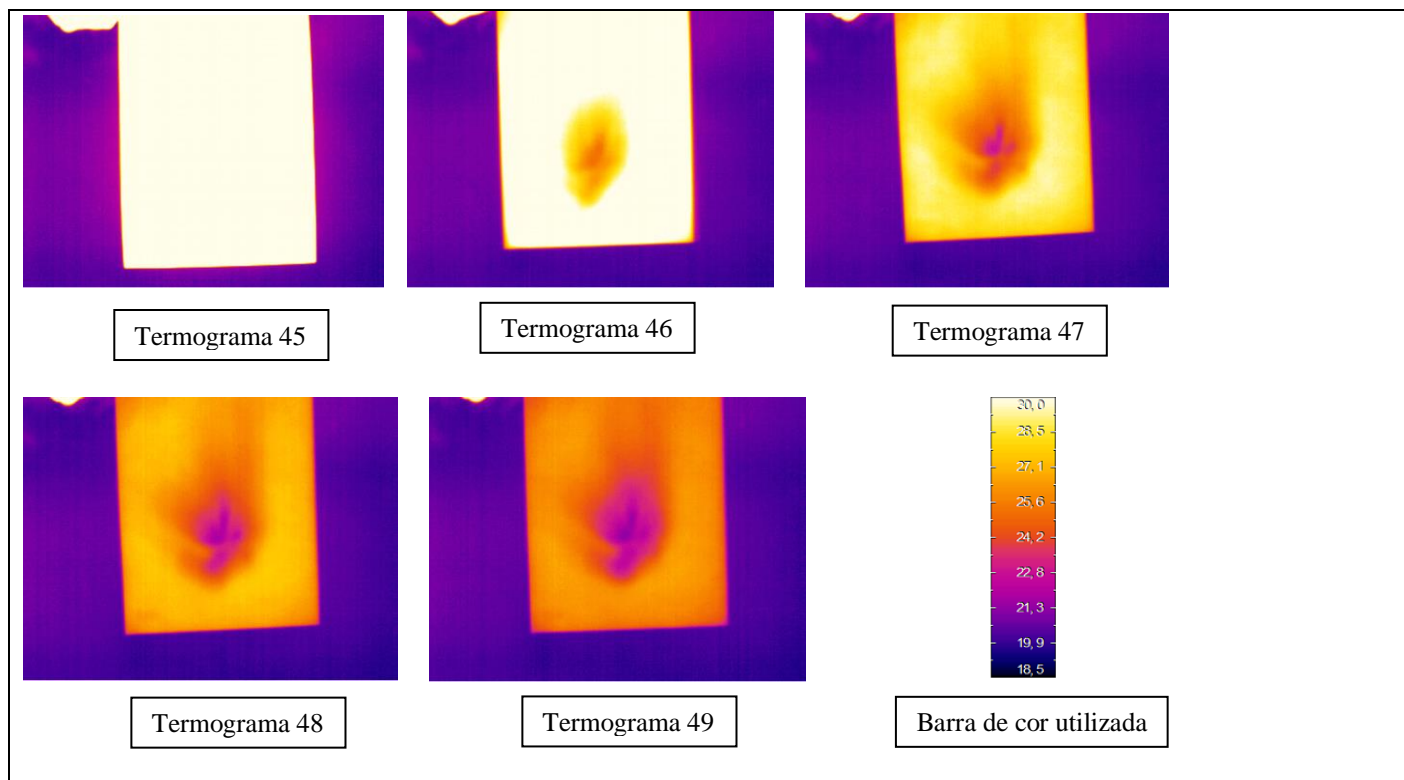 Termograma 45
Termograma 46
Termograma 47
30, 0
28, 5
27, 1
25, 6
24, 2
22, 8
21, 3
19, 9
18, 5
Termograma 48
Termograma 49
Barra de cor utilizada